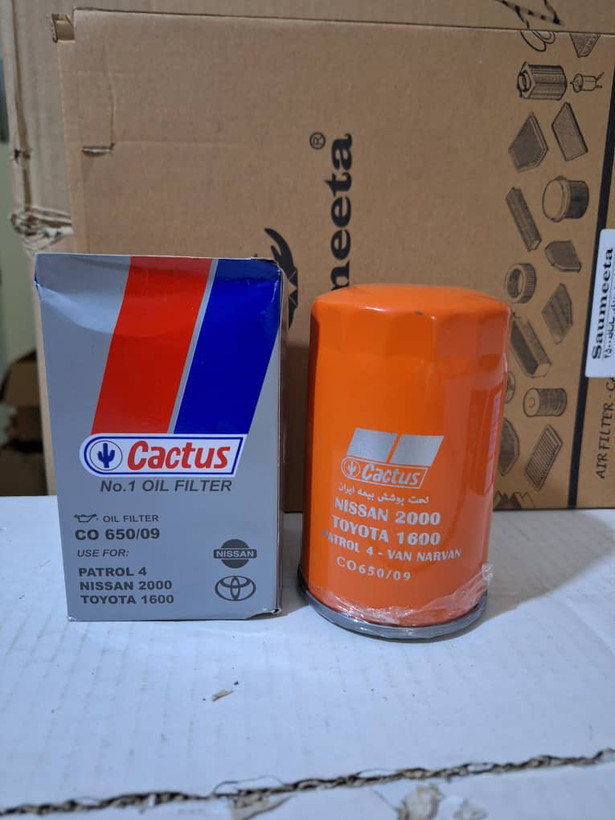 Saumeeta
AIR FILTER - C
Cactus
No.1 OIL FILTER
OIL FILTER
CO 650/09
USE FOR:
PATROL 4
NISSAN 2000
TOYOTA 1600
NISSAN
Cactus
تحت پوشش بیمه ایران
NISSAN 2000
TOYOTA 1600
PATROL 4 - VAN NARVAN
CO650/09